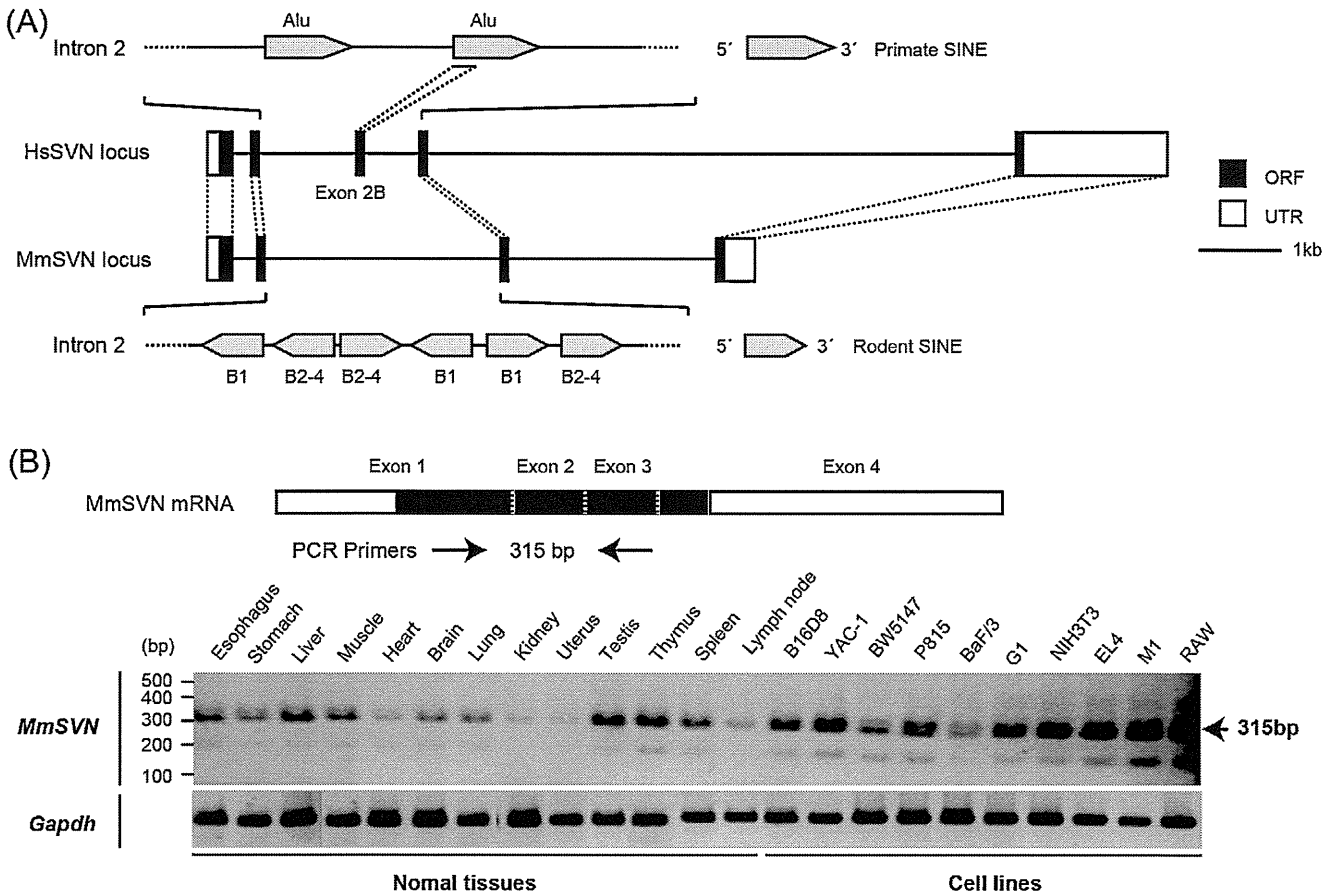 (A)
Alu Alu
Intron 2 5´ 3´ Primate SINE
HsSVN locus
Exon 2B
ORF
UTR
MmSVN locus
1kb
Intron 2 5´ 3´ Rodent SINE
B1 B2-4 B2-4 B1 B1 B2-4
(B)
Exon 1 Exon 2 Exon 3 Exon 4
MmSVN mRNA
PCR Primers 315 bp
(bp) Esophagus Stomach Liver Muscle Heart Brain Lung Kidney Uterus Testis Thymus Spleen Lymph node B16D8 YAC-1 BW5147 P815 BaF/3 G1 NIH3T3 EL4 M1 RAW
500
400
MmSVN 300 315bp
200
100
Gapdh
Nomal tissues Cell lines